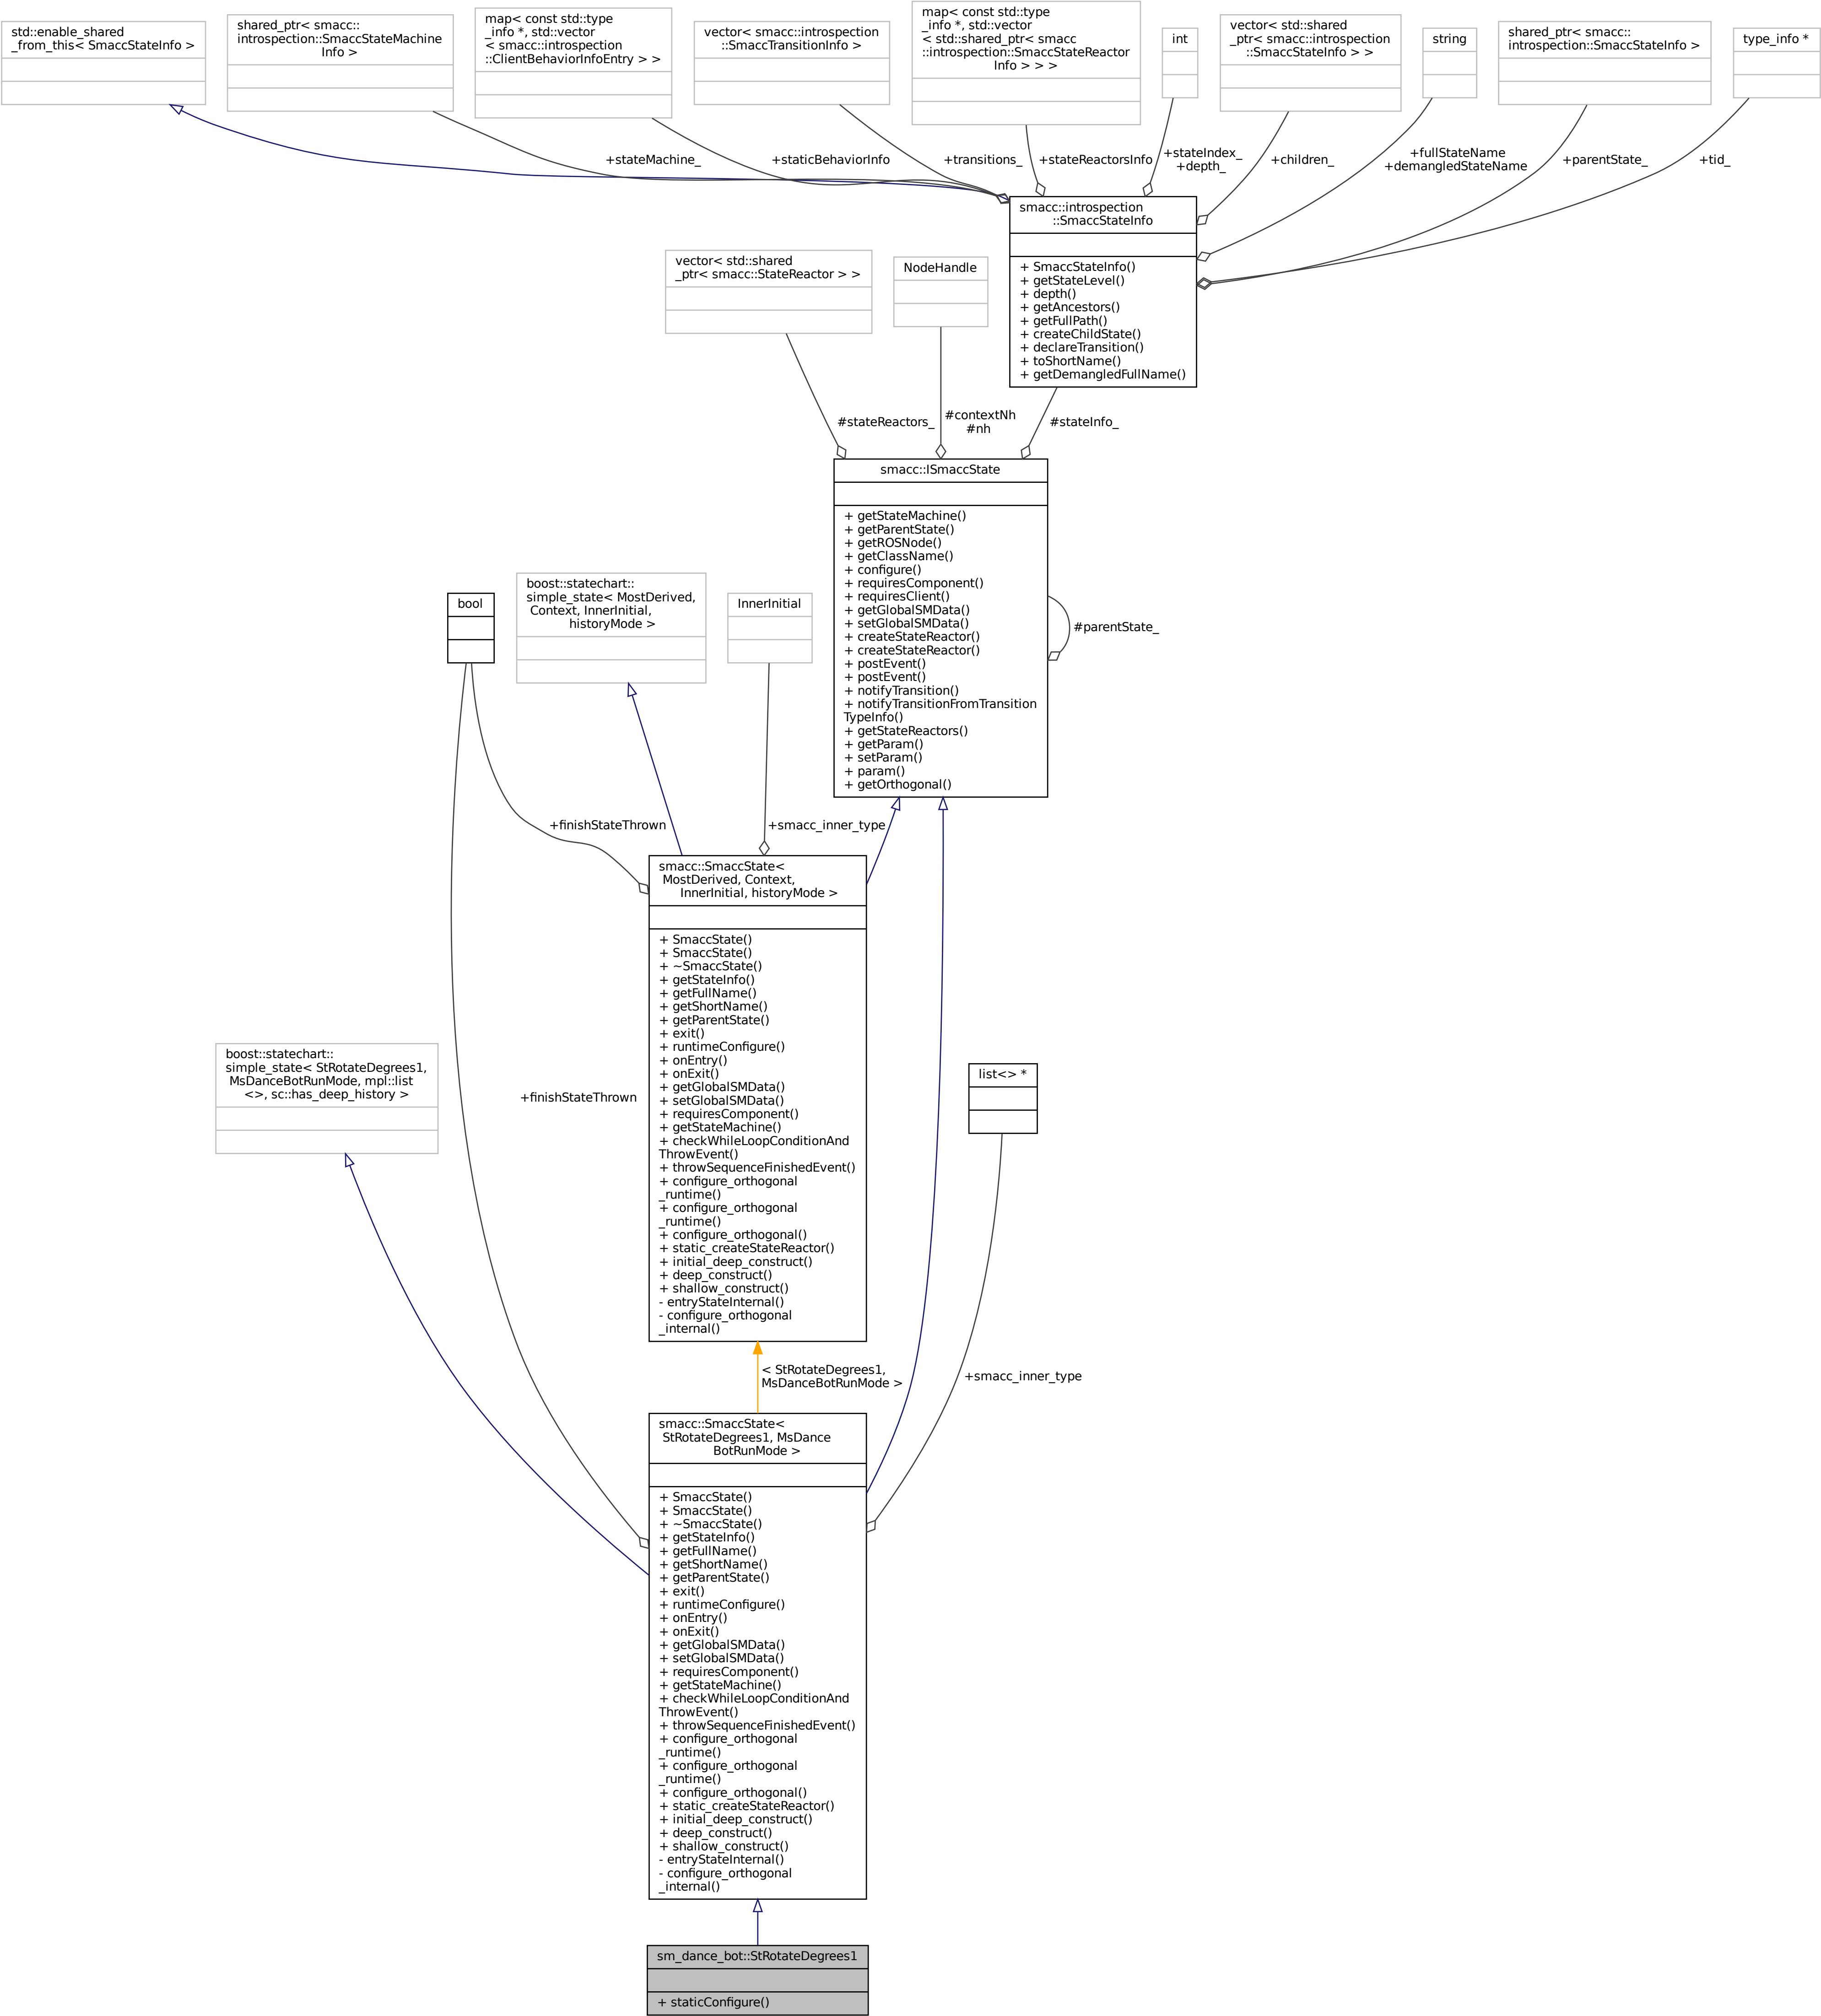 std::enable_shared
_from_this< SmaccStateInfo >
shared_ptr< smacc::
introspection::SmaccStateMachine
Info >
map< const std::type
_info *, std::vector
< smacc::introspection
::ClientBehaviorInfoEntry > >
vector< smacc::introspection
::SmaccTransitionInfo >
map< const std::type
_info *, std::vector
< std::shared_ptr< smacc
::introspection::SmaccStateReactor
Info > > >
int
vector< std::shared
_ptr< smacc::introspection
::SmaccStateInfo > >
string
shared_ptr< smacc::
introspection::SmaccStateInfo >
type_info *
+stateMachine_
+staticBehaviorInfo
+transitions_
+stateReactorsInfo
+stateIndex_
+depth_
+children_
+fullStateName
+demangledStateName
+parentState_
+tid_
smacc::introspection
::SmaccStateInfo
+ SmaccStateInfo()
+ getStateLevel()
+ depth()
+ getAncestors()
+ getFullPath()
+ createChildState()
+ declareTransition()
+ toShortName()
+ getDemangledFullName()
vector< std::shared
_ptr< smacc::StateReactor > >
NodeHandle
#stateReactors_
#contextNh
#nh
#stateInfo_
smacc::ISmaccState
+ getStateMachine()
+ getParentState()
+ getROSNode()
+ getClassName()
+ configure()
+ requiresComponent()
+ requiresClient()
+ getGlobalSMData()
+ setGlobalSMData()
+ createStateReactor()
+ createStateReactor()
+ postEvent()
+ postEvent()
+ notifyTransition()
+ notifyTransitionFromTransition
TypeInfo()
+ getStateReactors()
+ getParam()
+ setParam()
+ param()
+ getOrthogonal()
#parentState_
bool
boost::statechart::
simple_state< MostDerived,
Context, InnerInitial,
historyMode >
InnerInitial
+finishStateThrown
+smacc_inner_type
smacc::SmaccState<
MostDerived, Context,
InnerInitial, historyMode >
+ SmaccState()
+ SmaccState()
+ ~SmaccState()
+ getStateInfo()
+ getFullName()
+ getShortName()
+ getParentState()
+ exit()
+ runtimeConfigure()
+ onEntry()
+ onExit()
+ getGlobalSMData()
+ setGlobalSMData()
+ requiresComponent()
+ getStateMachine()
+ checkWhileLoopConditionAnd
ThrowEvent()
+ throwSequenceFinishedEvent()
+ configure_orthogonal
_runtime()
+ configure_orthogonal
_runtime()
+ configure_orthogonal()
+ static_createStateReactor()
+ initial_deep_construct()
+ deep_construct()
+ shallow_construct()
- entryStateInternal()
- configure_orthogonal
_internal()
boost::statechart::
simple_state< StRotateDegrees1,
MsDanceBotRunMode, mpl::list
<>, sc::has_deep_history >
+finishStateThrown
list<> *
< StRotateDegrees1,
MsDanceBotRunMode >
+smacc_inner_type
smacc::SmaccState<
StRotateDegrees1, MsDance
BotRunMode >
+ SmaccState()
+ SmaccState()
+ ~SmaccState()
+ getStateInfo()
+ getFullName()
+ getShortName()
+ getParentState()
+ exit()
+ runtimeConfigure()
+ onEntry()
+ onExit()
+ getGlobalSMData()
+ setGlobalSMData()
+ requiresComponent()
+ getStateMachine()
+ checkWhileLoopConditionAnd
ThrowEvent()
+ throwSequenceFinishedEvent()
+ configure_orthogonal
_runtime()
+ configure_orthogonal
_runtime()
+ configure_orthogonal()
+ static_createStateReactor()
+ initial_deep_construct()
+ deep_construct()
+ shallow_construct()
- entryStateInternal()
- configure_orthogonal
_internal()
sm_dance_bot::StRotateDegrees1
+ staticConfigure()